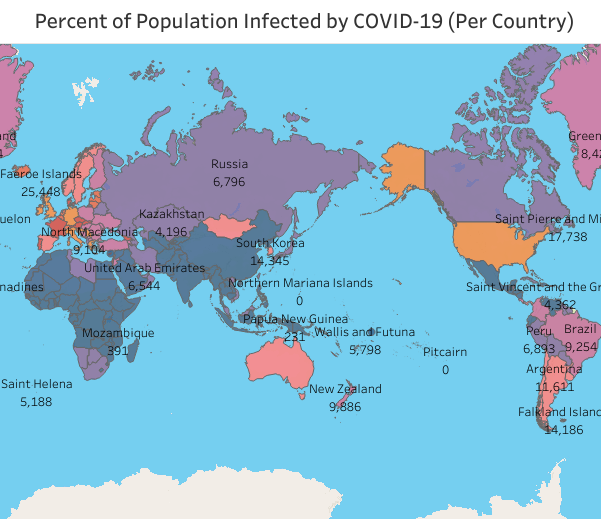 Percent of Population Infected by COVID-19 (Per Country)
and
Green
Faeroe Islands
25,448
Russia
6,796
uelon
Kazakhstan
4,196
North Macedonia
9,104
South Korea
14,345
Saint Pierre and Mi
17,738
United Arab Emirates
6,544
nadines
Northern Mariana Islands
0
Saint Vincent and the Gr
4,362
Mozambique
391
Papua New Guinea
231
Wallis and Futuna
5,798
Pitcairn
0
Peru
6,893
Brazil
9,254
Argentina
11,611
Saint Helena
5,188
New Zealand
9,886
Falkland Island
14,186